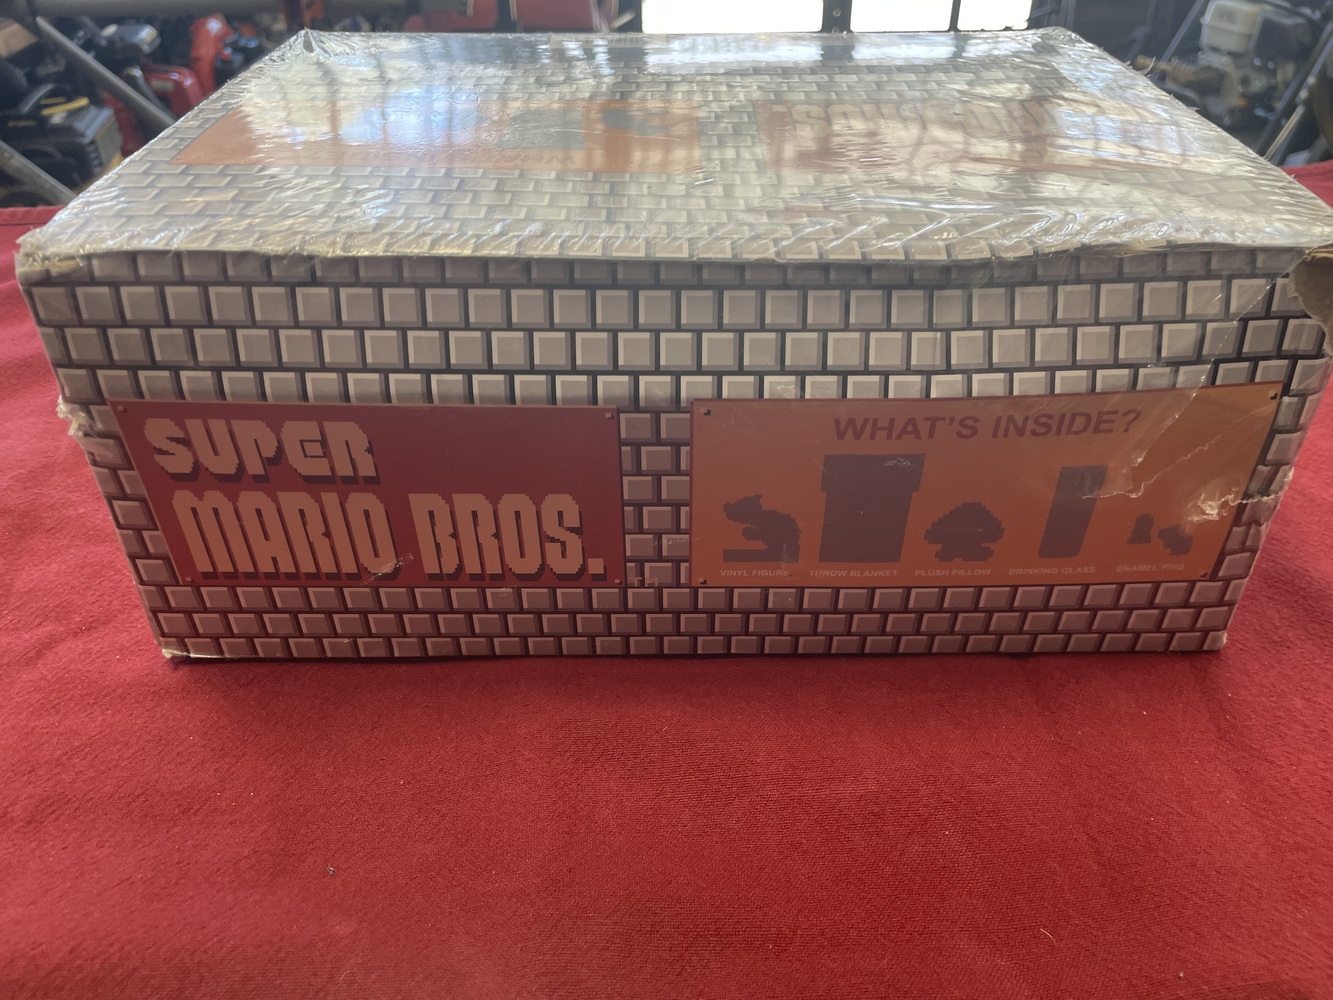 SUPER
MARIO BROS.
WHAT'S INSIDE?
VINYL FIGURE
THROW BLANKET
PLUSH PILLOW
DRINKING GLASS
ENAMEL PINS